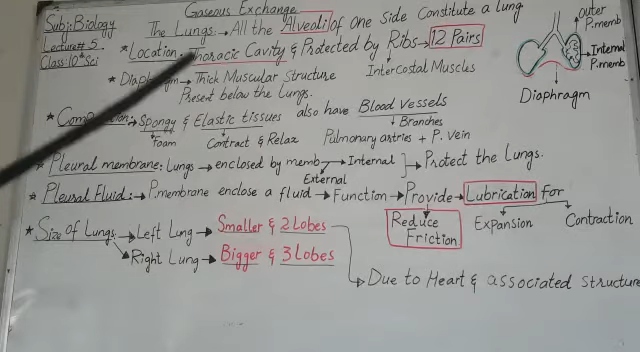 Gaseous Exchange
Subj:Biology
Lecture# 5
Class:10th Sci
The Lungs:→ All the Alveoli of one side Constitute a lung
* Location: Thoracic Cavity & Protected by Ribs→ 12 Pairs
InterCostal Muscles
* Diaphragm → Thick Muscular Structure
Present below the Lungs.
outer P.memb
Internal P.memb
Diaphragm
→ Spongy & Elastic tissues also have Blood vessels
Foam
Contract & Relax
Branches
Pulmonary artries + P. vein
* Pleural membrane: Lungs → enclosed by memb → Internal
External
→ Protect the Lungs.
* Pleural Fluid:→ P.membrane enclose a fluid → Function → Provide → Lubrication for
Reduce Friction
Expansion
Contraction
* Size of Lungs → Left Lung → Smaller & 2 Lobes
→ Right Lung → Bigger & 3 Lobes
→ Due to Heart & associated structure